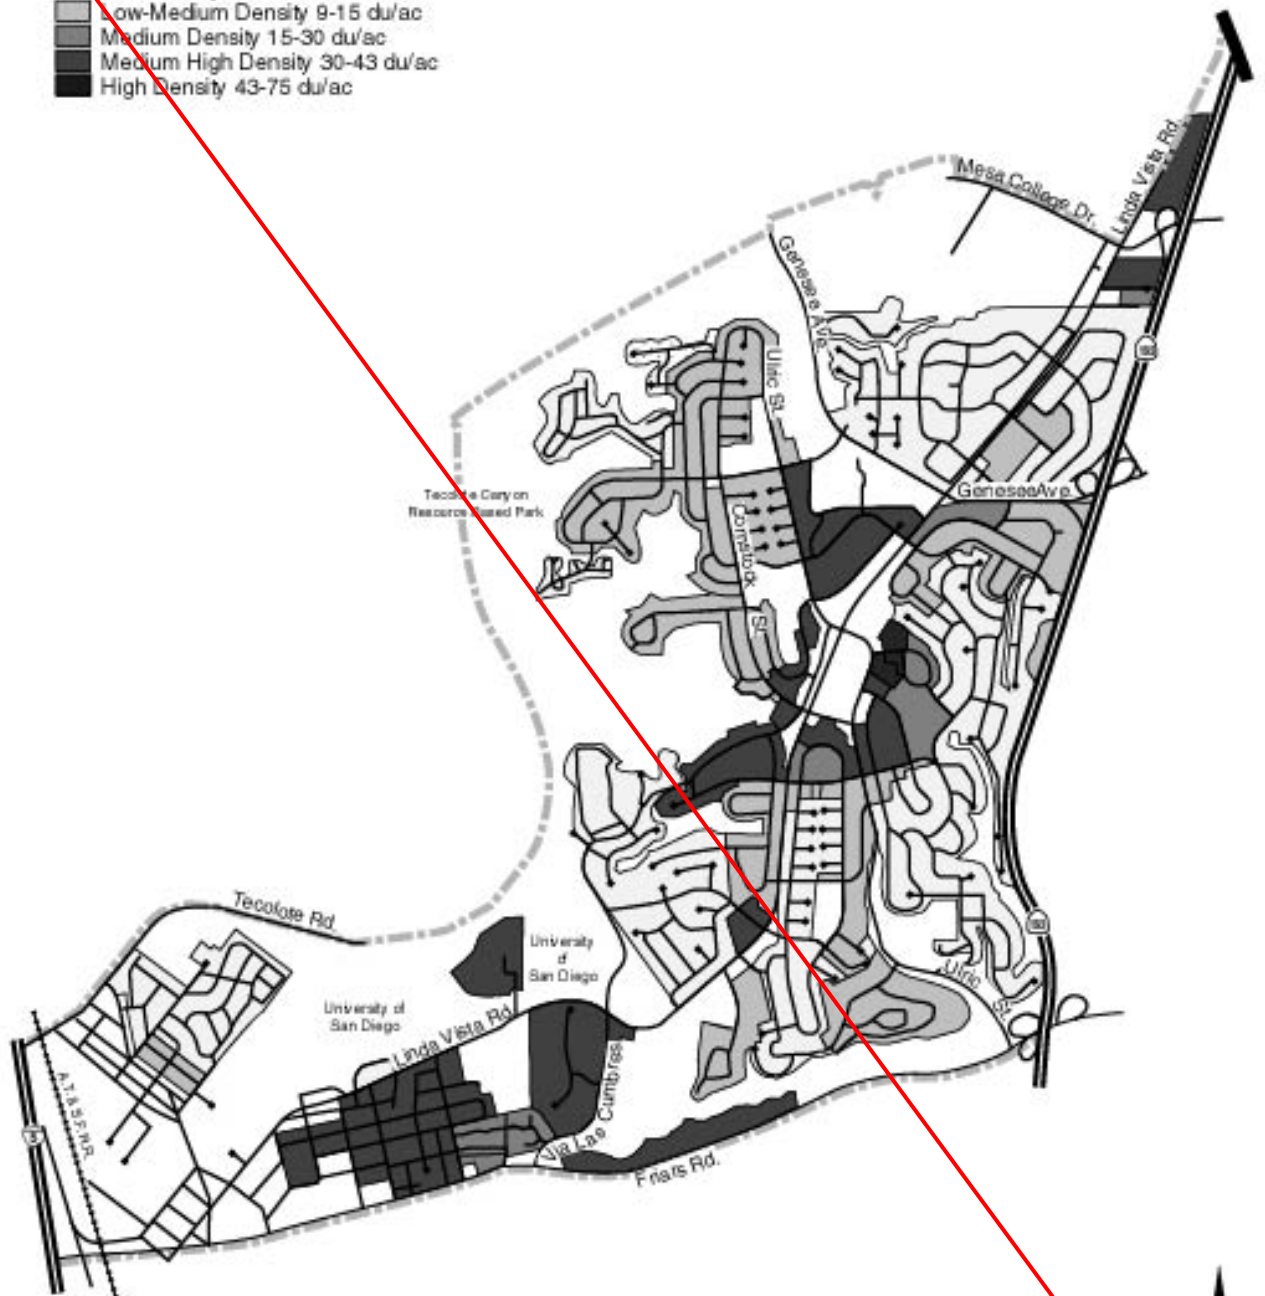 Low-Medium Density 9-15 du/ac
Medium Density 15-30 du/ac
Medium High Density 30-43 du/ac
High Density 43-75 du/ac
Linda Vista Rd.
Mesa College Dr.
Genesee Ave.
Ulric St.
Tecolote Canyon
Resource Based Park
Genesee Ave.
Comstock
St.
Tecolote Rd.
University
of
San Diego
University of
San Diego
Ulric
St.
Linda Vista Rd.
A.T.& S.F. R.R.
Via Las Cumbres
Friars Rd.